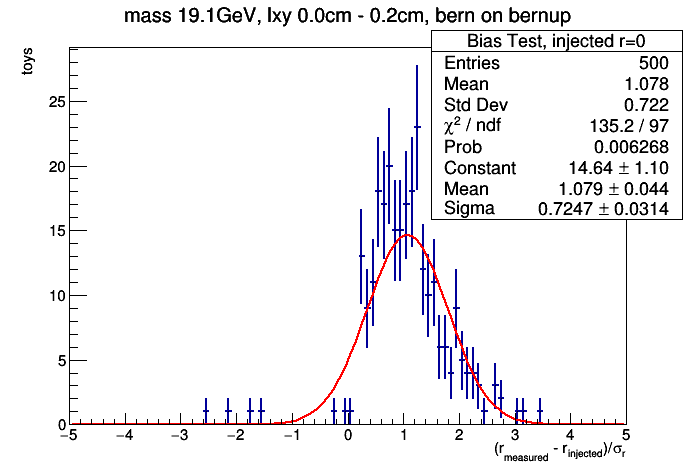 mass 19.1GeV, lxy 0.0cm - 0.2cm, bern on bernup
Bias Test, injected r=0
Entries 500
Mean 1.078
Std Dev 0.722
χ² / ndf 135.2 / 97
Prob 0.006268
Constant 14.64 ± 1.10
Mean 1.079 ± 0.044
Sigma 0.7247 ± 0.0314
toys
25
20
15
10
5
0
−5 −4 −3 −2 −1 0 1 2 3 4 5
(r_measured - r_injected)/σ_r